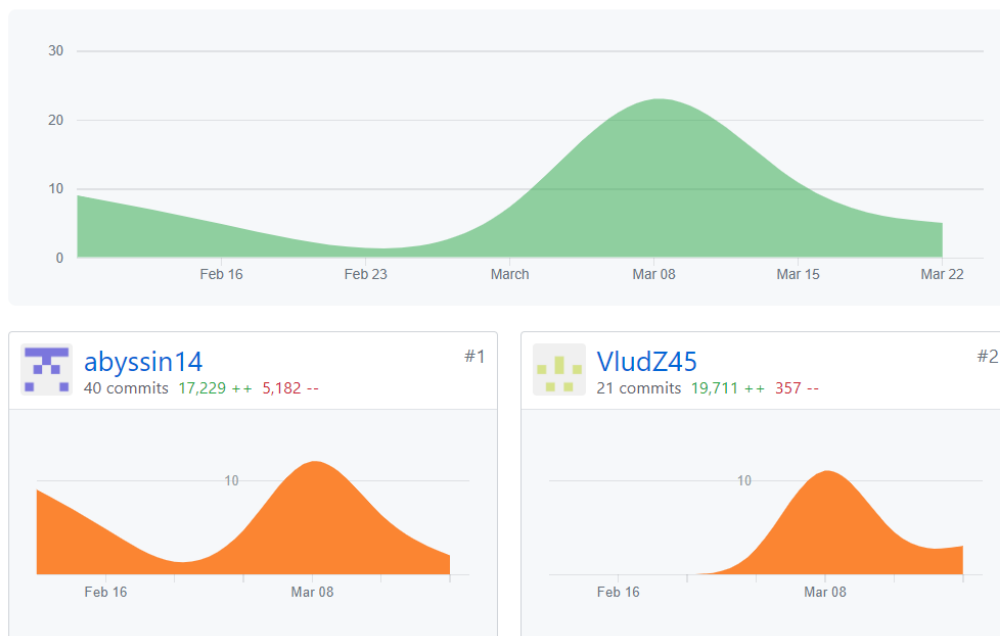 30
20
10
0
Feb 16 Feb 23 March Mar 08 Mar 15 Mar 22
abyssin14 #1
40 commits 17,229 ++ 5,182 --
10
Feb 16 Mar 08
VludZ45 #2
21 commits 19,711 ++ 357 --
10
Feb 16 Mar 08